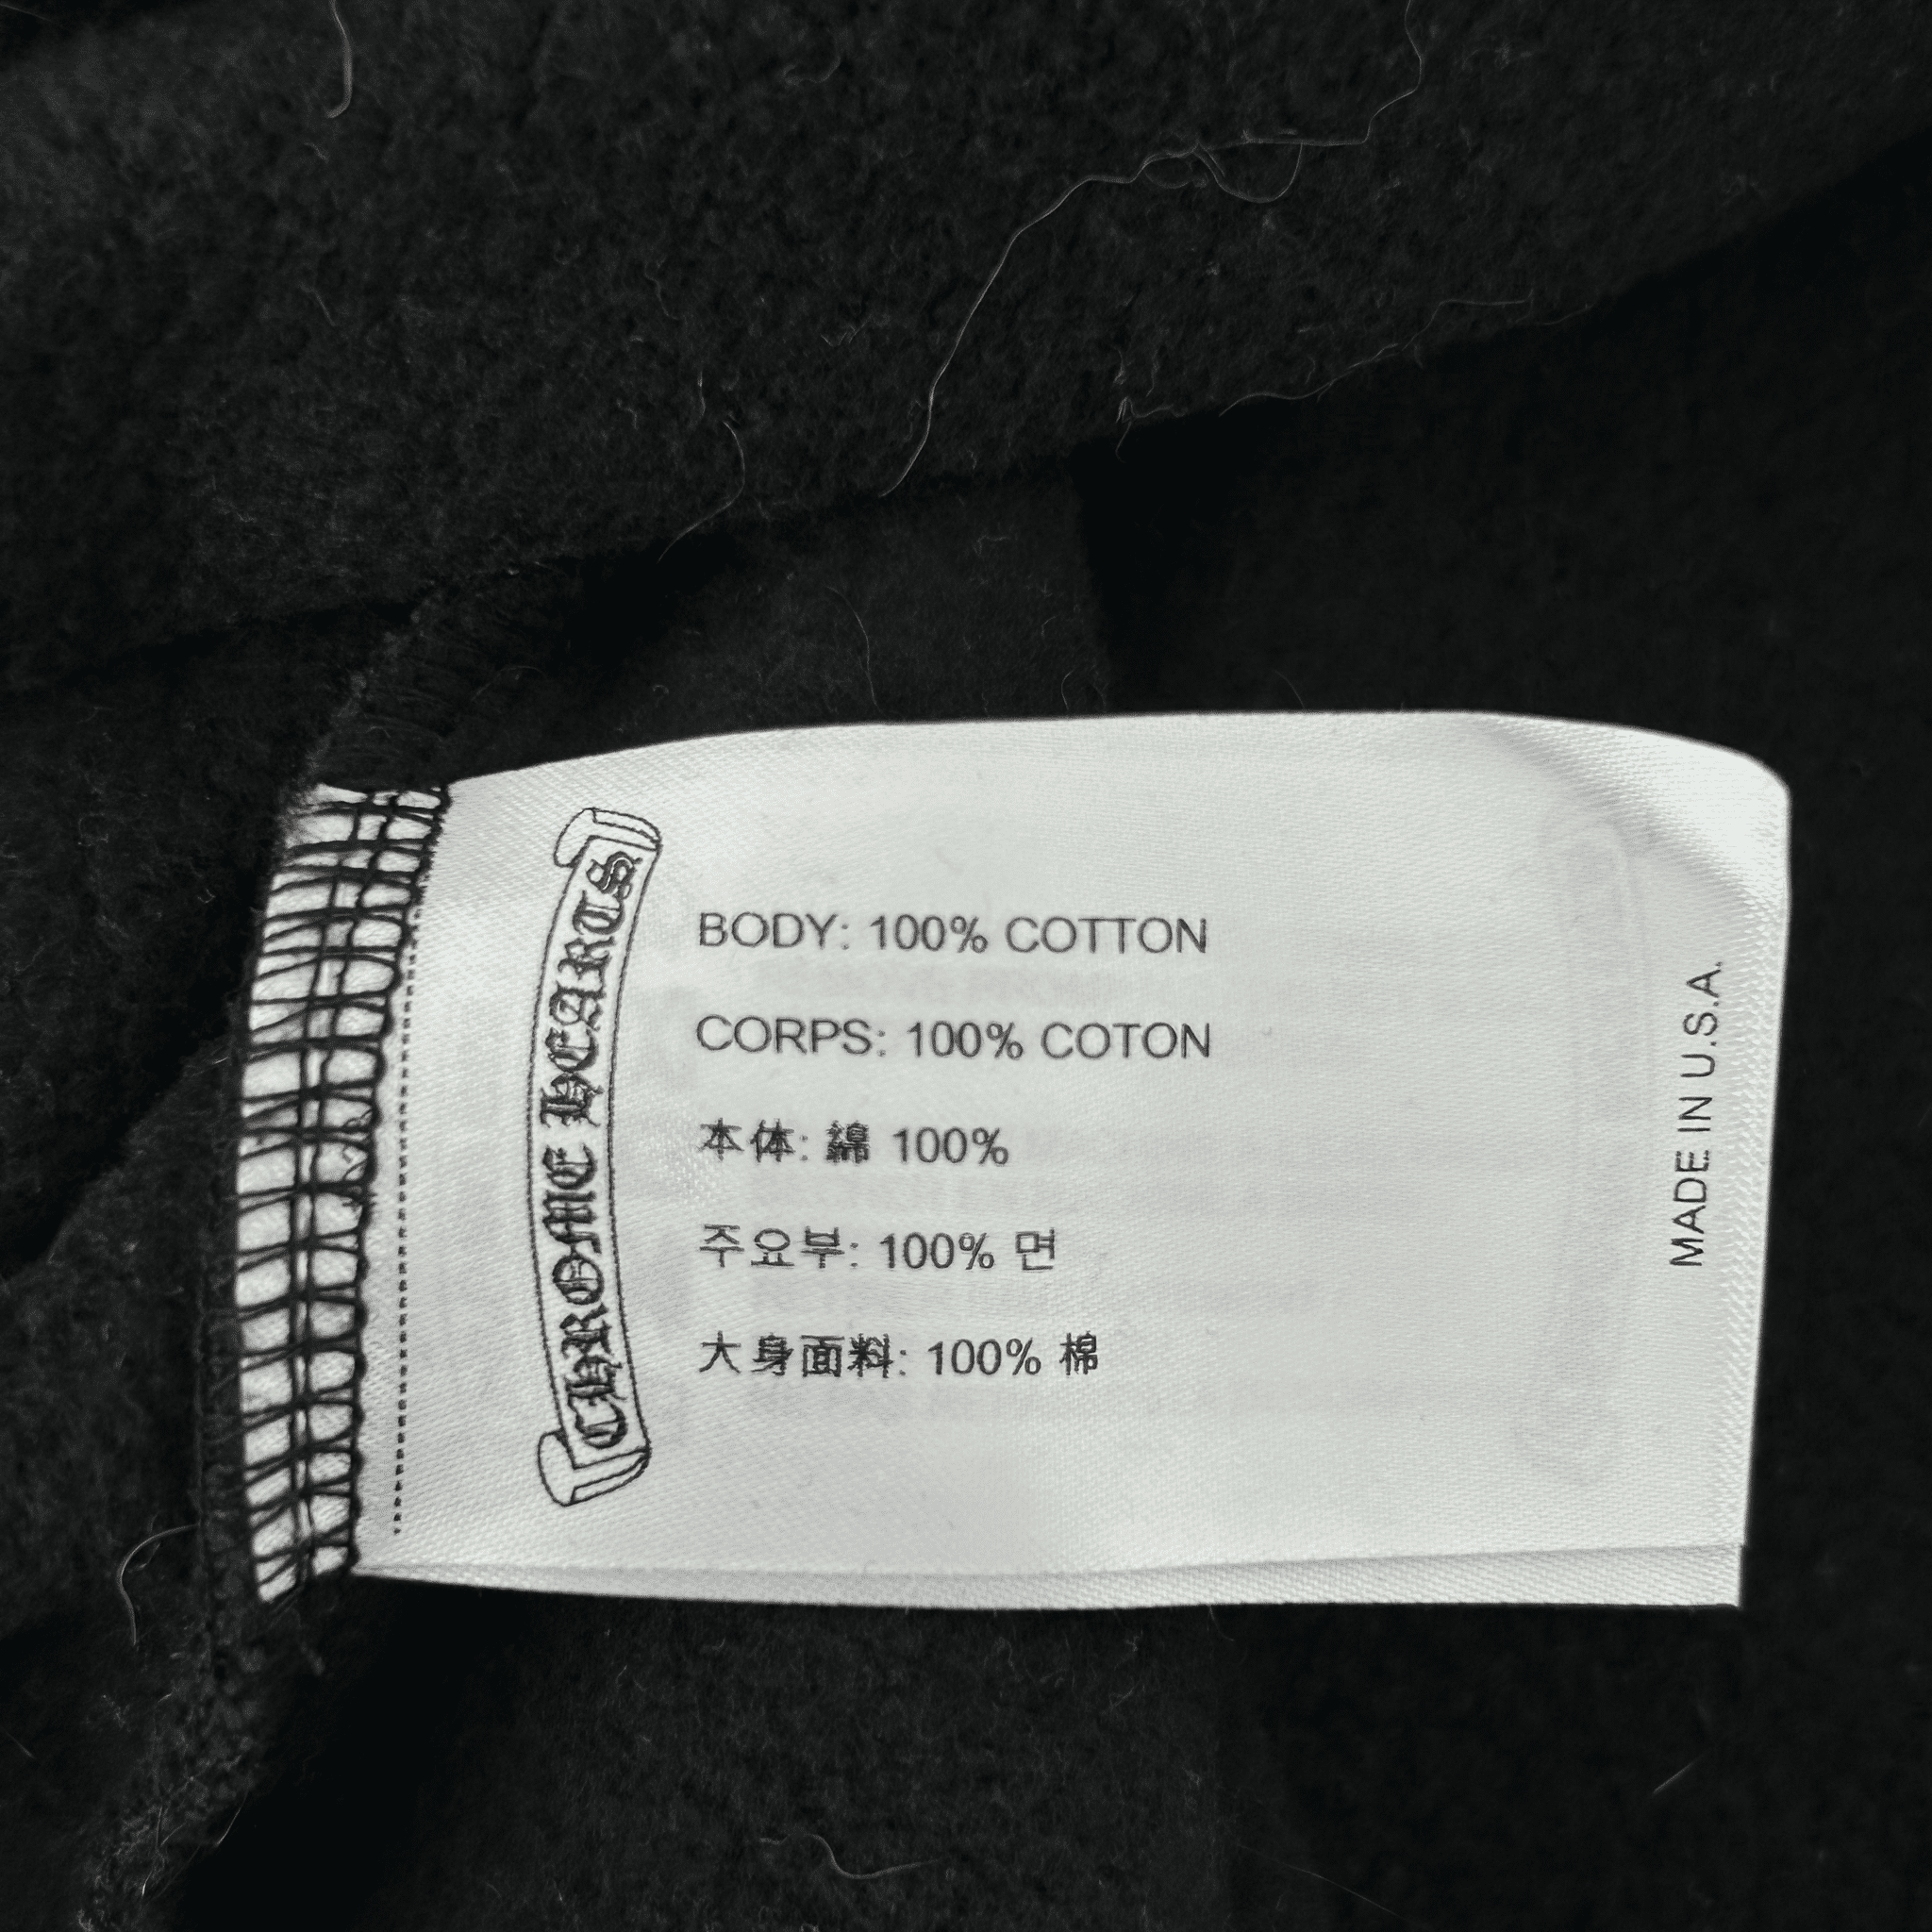 CHROME HEARTS
BODY: 100% COTTON
CORPS: 100% COTON
本体: 綿 100%
주요부: 100% 면
大身面料: 100% 棉
MADE IN U.S.A.